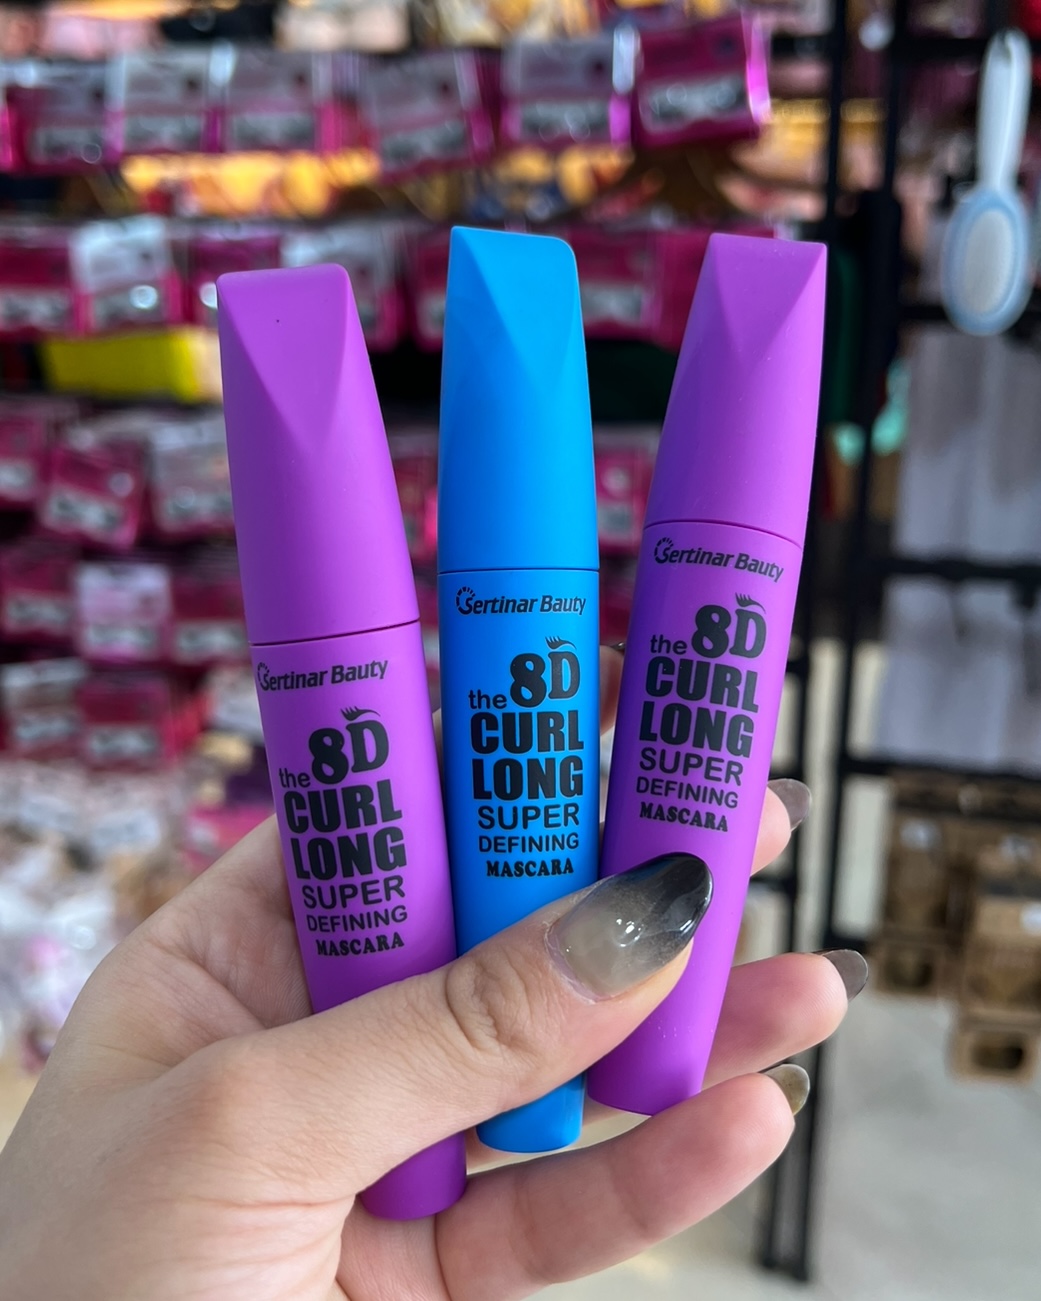 Sertinar Bauty
the 8D
CURL
LONG
SUPER
DEFINING
MASCARA
Sertinar Bauty
the 8D
CURL
LONG
SUPER
DEFINING
MASCARA
Sertinar Bauty
the 8D
CURL
LONG
SUPER
DEFINING
MASCARA